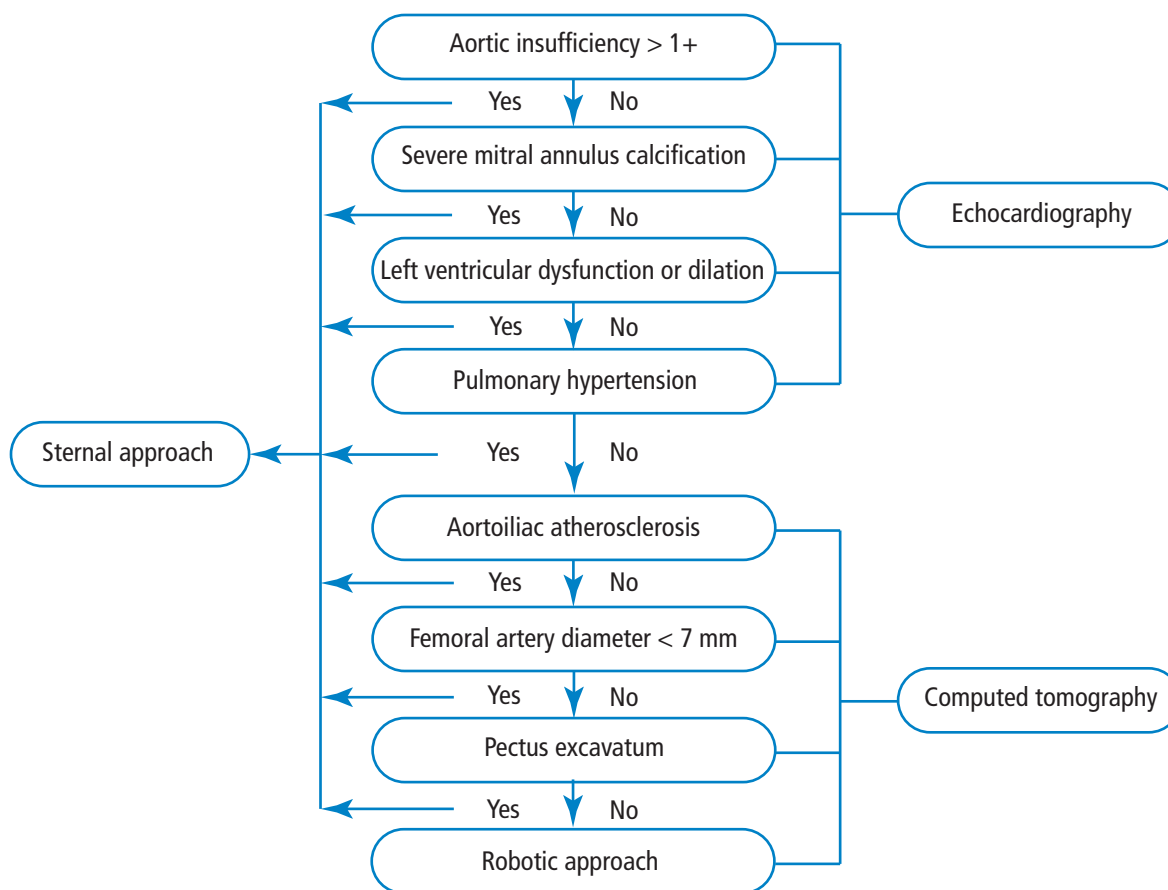 Aortic insufficiency > 1+
Yes No
Severe mitral annulus calcification
Yes No
Echocardiography
Left ventricular dysfunction or dilation
Yes No
Pulmonary hypertension
Sternal approach
Yes No
Aortoiliac atherosclerosis
Yes No
Femoral artery diameter < 7 mm
Yes No
Computed tomography
Pectus excavatum
Yes No
Robotic approach